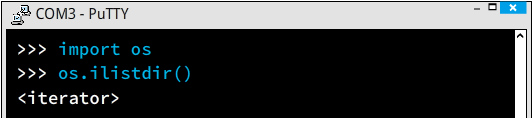 COM3 - PuTTY
>>> import os
>>> os.ilistdir()
<iterator>